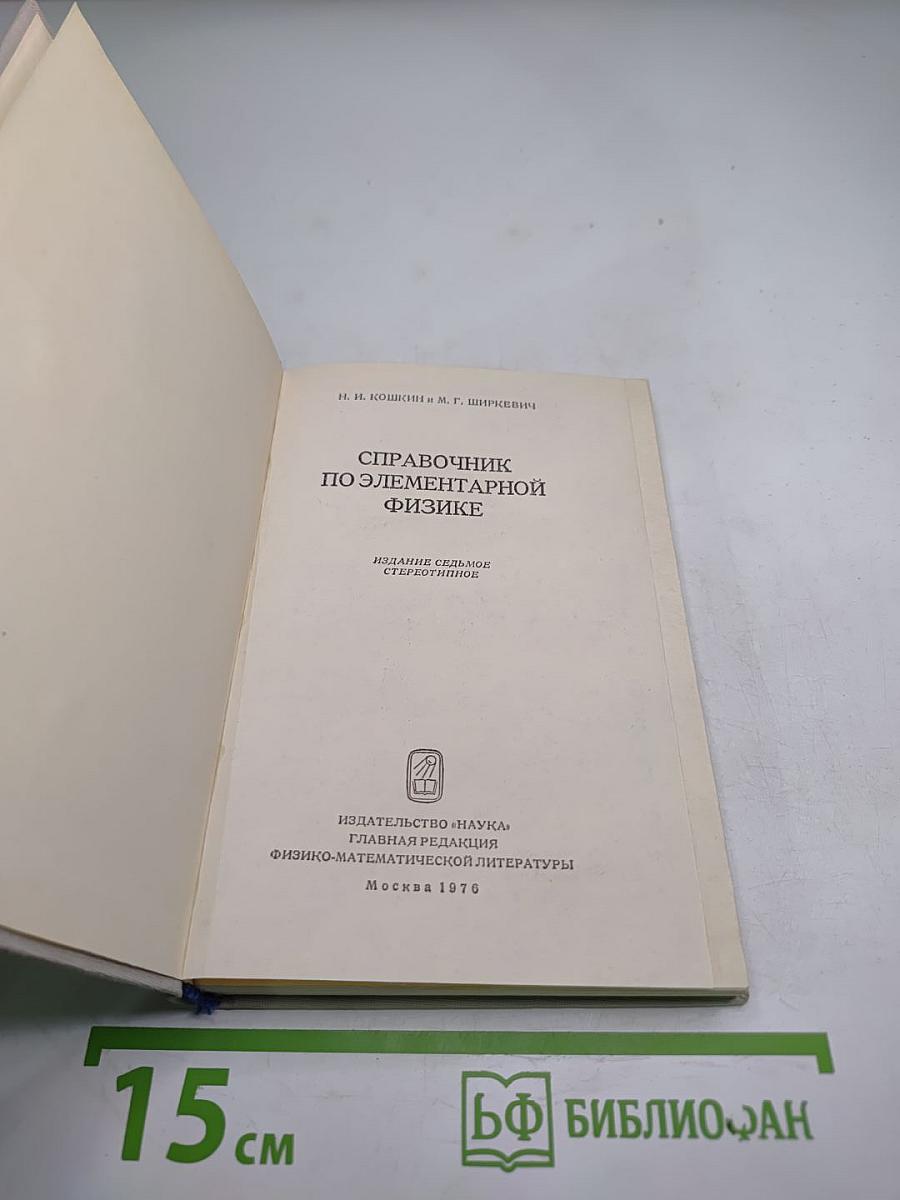 Н. И. КОШКИН и М. Г. ШИРКЕВИЧ
СПРАВОЧНИК
ПО ЭЛЕМЕНТАРНОЙ
ФИЗИКЕ
ИЗДАНИЕ СЕДЬМОЕ
СТЕРЕОТИПНОЕ
ИЗДАТЕЛЬСТВО «НАУКА»
ГЛАВНАЯ РЕДАКЦИЯ
ФИЗИКО-МАТЕМАТИЧЕСКОЙ ЛИТЕРАТУРЫ
Москва 1976
15 см
БФ БИБЛИОФАН